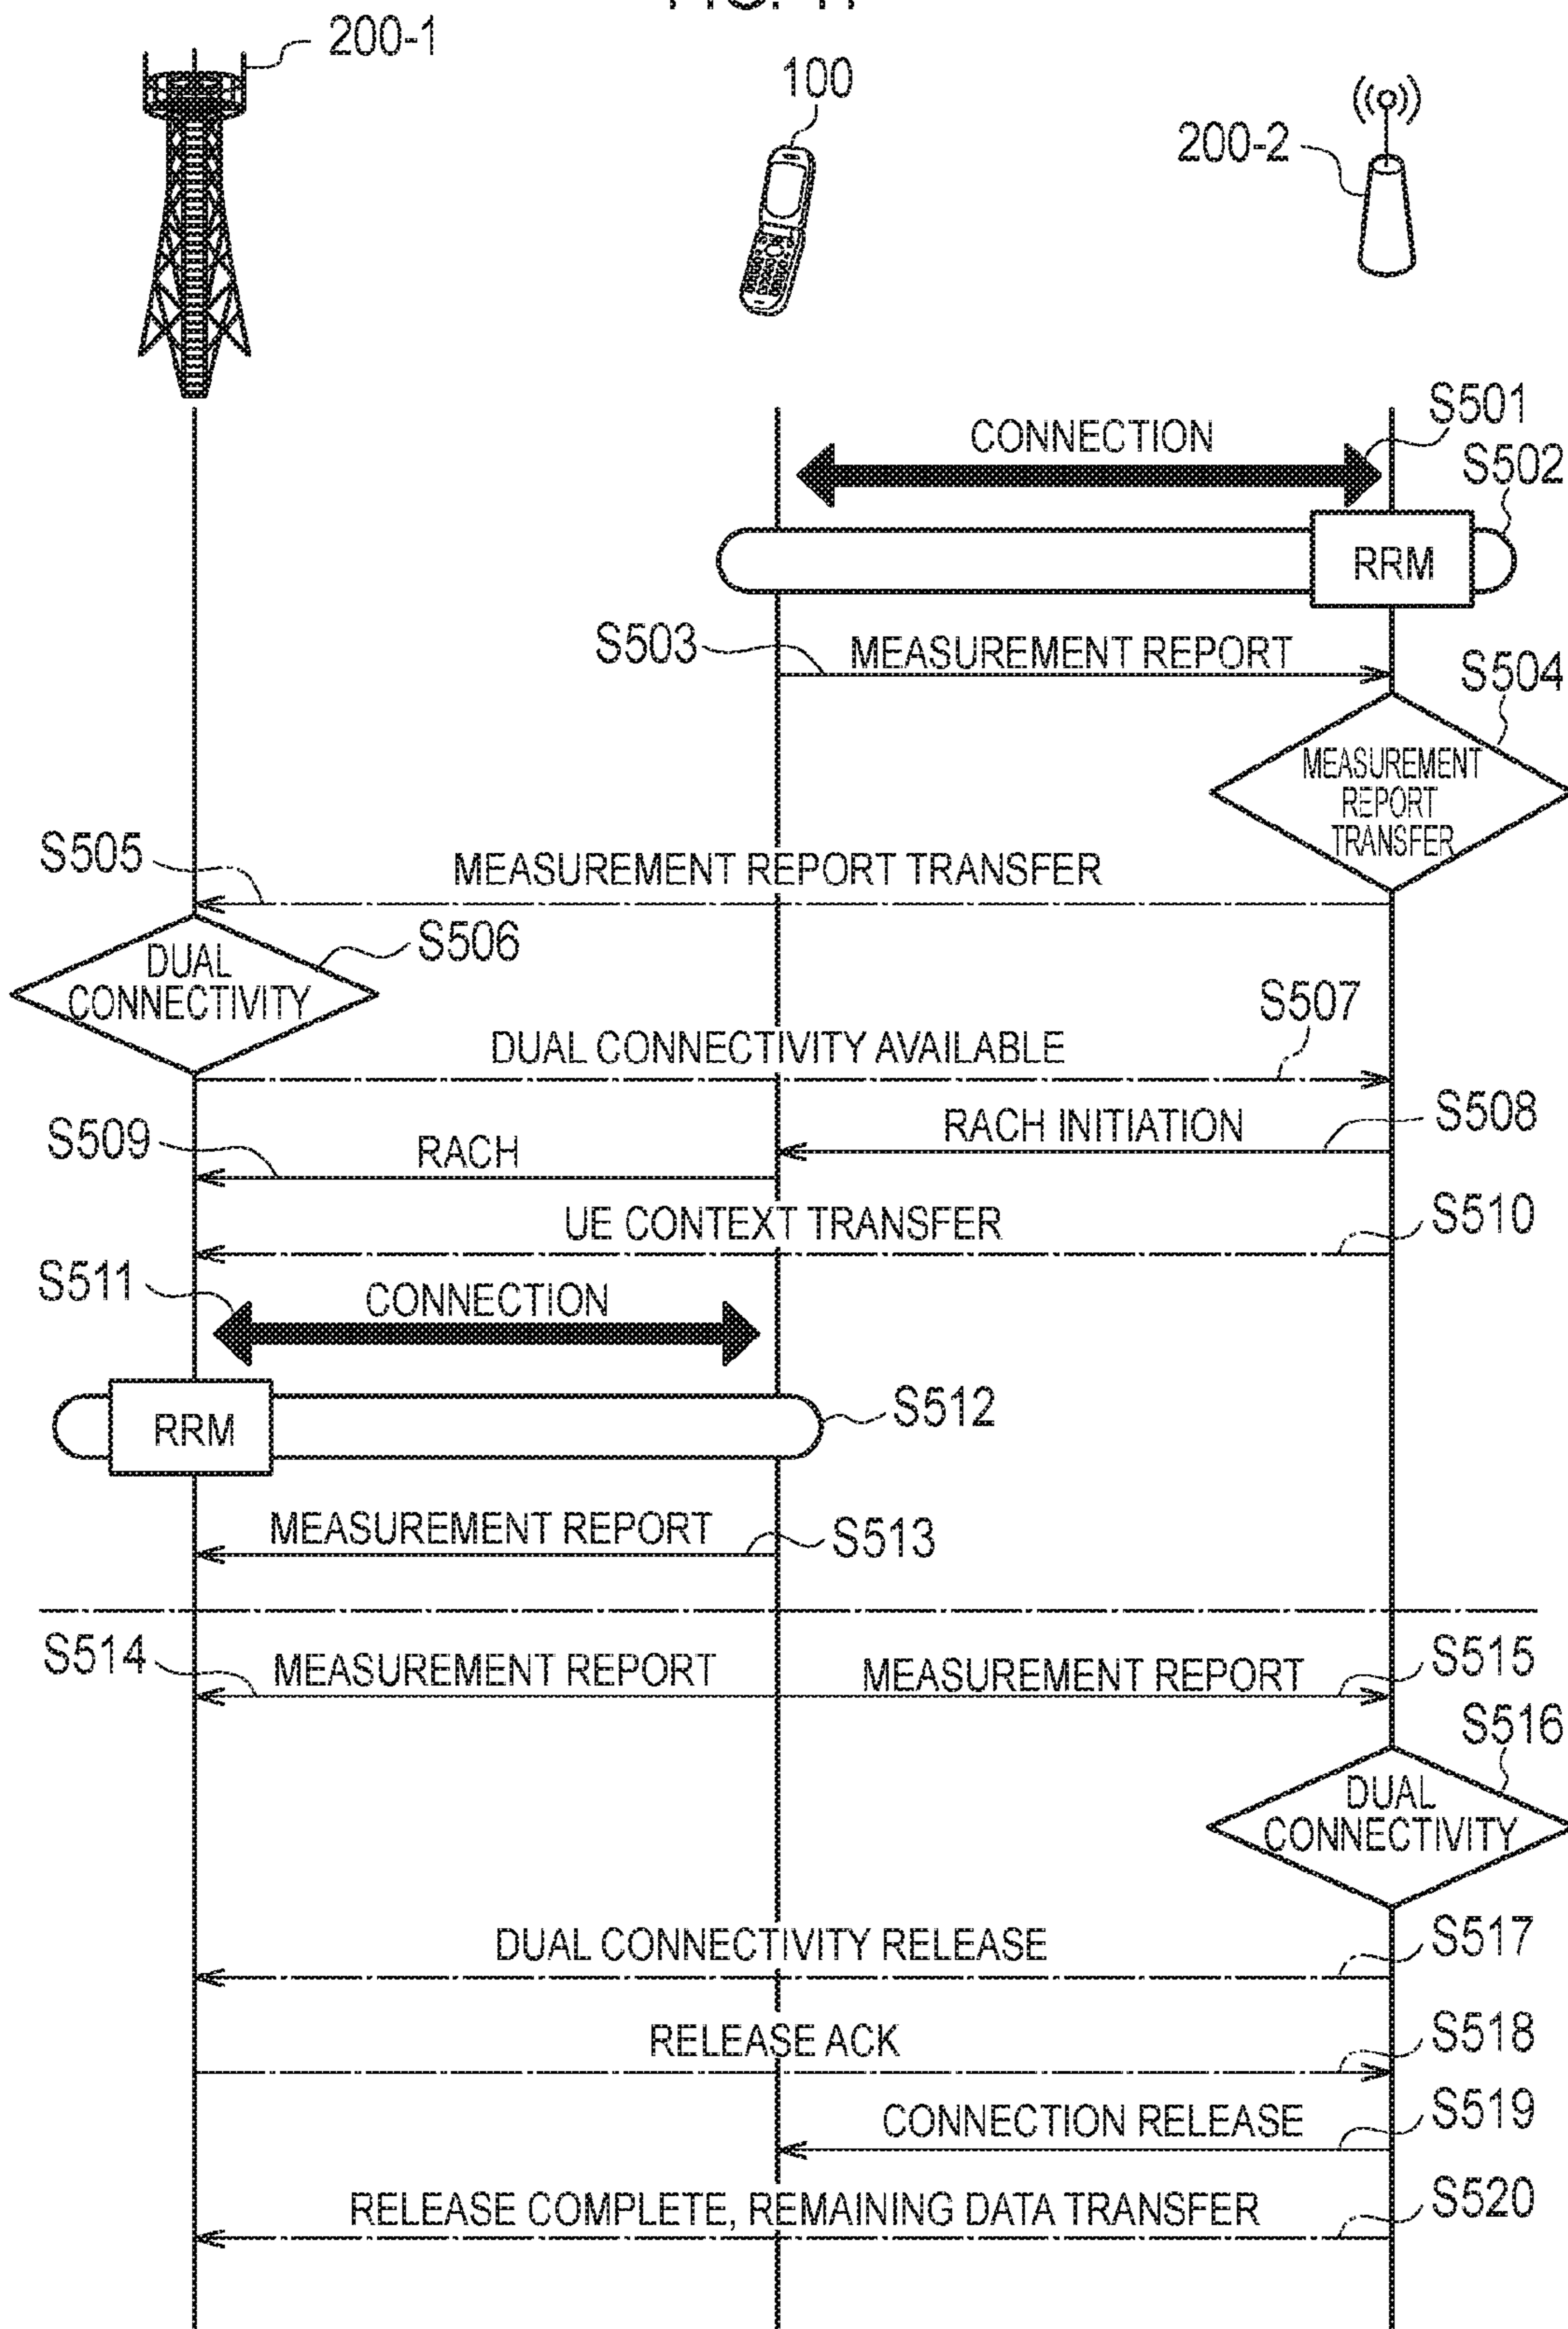 200-1
100
200-2
CONNECTION
S501
S502
RRM
S503
MEASUREMENT REPORT
S504
MEASUREMENT
REPORT
TRANSFER
S505
MEASUREMENT REPORT TRANSFER
DUAL
CONNECTIVITY
S506
S507
DUAL CONNECTIVITY AVAILABLE
S508
RACH INITIATION
S509
RACH
UE CONTEXT TRANSFER
S510
S511
CONNECTION
RRM
S512
MEASUREMENT REPORT
S513
S514
MEASUREMENT REPORT
MEASUREMENT REPORT
S515
S516
DUAL
CONNECTIVITY
DUAL CONNECTIVITY RELEASE
S517
RELEASE ACK
S518
CONNECTION RELEASE
S519
RELEASE COMPLETE, REMAINING DATA TRANSFER
S520